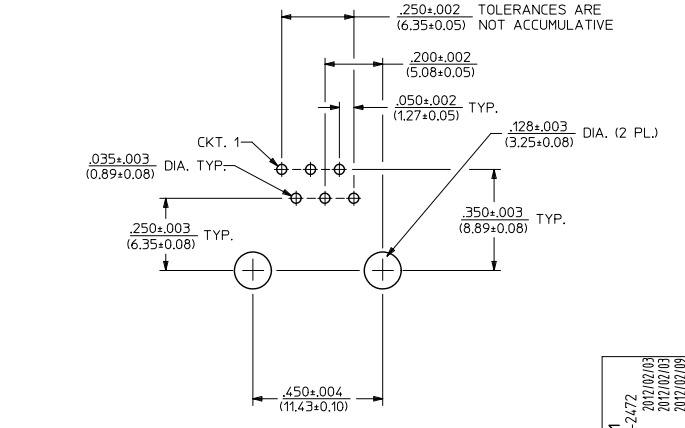 .250±.002 TOLERANCES ARE
(6.35±0.05) NOT ACCUMULATIVE
.200±.002
(5.08±0.05)
.050±.002 TYP.
(1.27±0.05)
CKT. 1
.128±.003 DIA. (2 PL.)
(3.25±0.08)
.035±.003 DIA. TYP.
(0.89±0.08)
.250±.003 TYP.
(6.35±0.08)
.350±.003 TYP.
(8.89±0.08)
.450±.004
(11.43±0.10)
1
-2472
2012/02/03
2012/02/03
2012/02/09